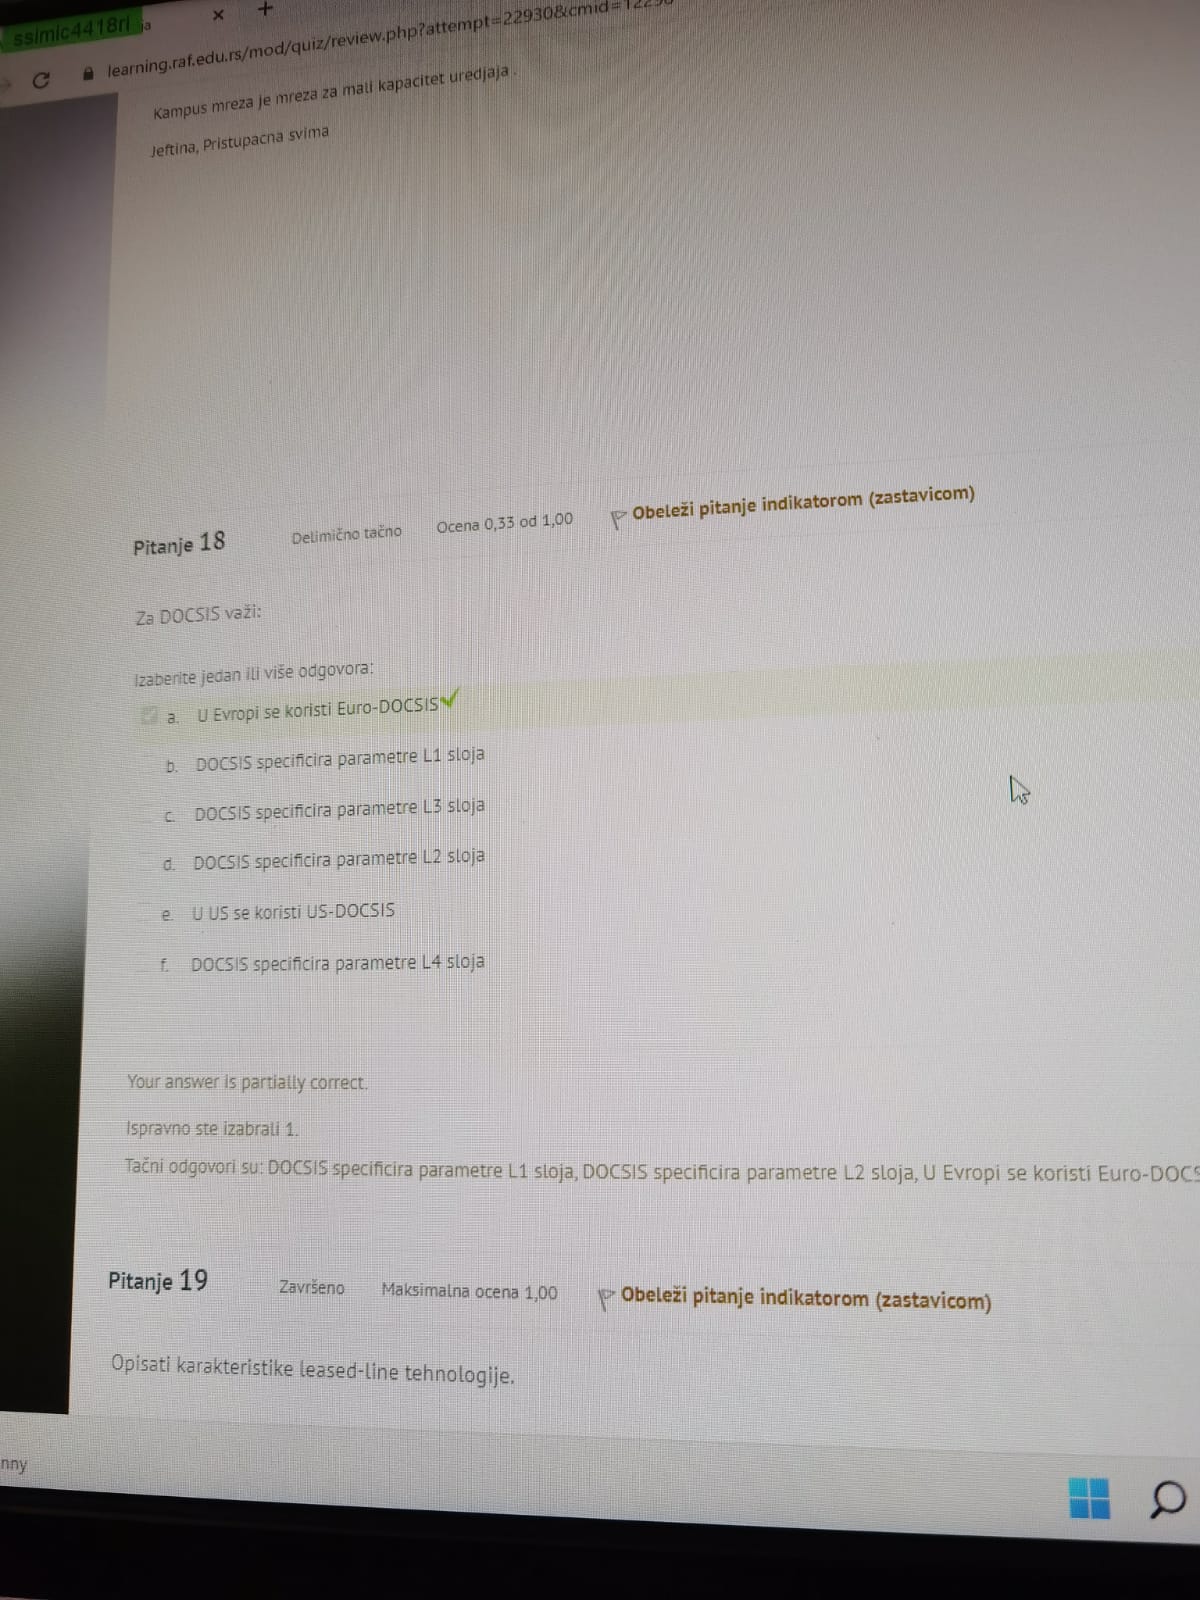 ssimic4418rl ja × +
learning.raf.edu.rs/mod/quiz/review.php?attempt=22930&cmid=12296
Kampus mreza je mreza za mali kapacitet uredjaja .
Jeftina, Pristupacna svima
Pitanje 18 Delimično tačno Ocena 0,33 od 1,00 Obeleži pitanje indikatorom (zastavicom)
Za DOCSIS važi:
Izaberite jedan ili više odgovora:
a. U Evropi se koristi Euro-DOCSIS
b. DOCSIS specificira parametre L1 sloja
c. DOCSIS specificira parametre L3 sloja
d. DOCSIS specificira parametre L2 sloja
e. U US se koristi US-DOCSIS
f. DOCSIS specificira parametre L4 sloja
Your answer is partially correct.
Ispravno ste izabrali 1.
Tačni odgovori su: DOCSIS specificira parametre L1 sloja, DOCSIS specificira parametre L2 sloja, U Evropi se koristi Euro-DOCS
Pitanje 19 Završeno Maksimalna ocena 1,00 Obeleži pitanje indikatorom (zastavicom)
Opisati karakteristike leased-line tehnologije.
nny